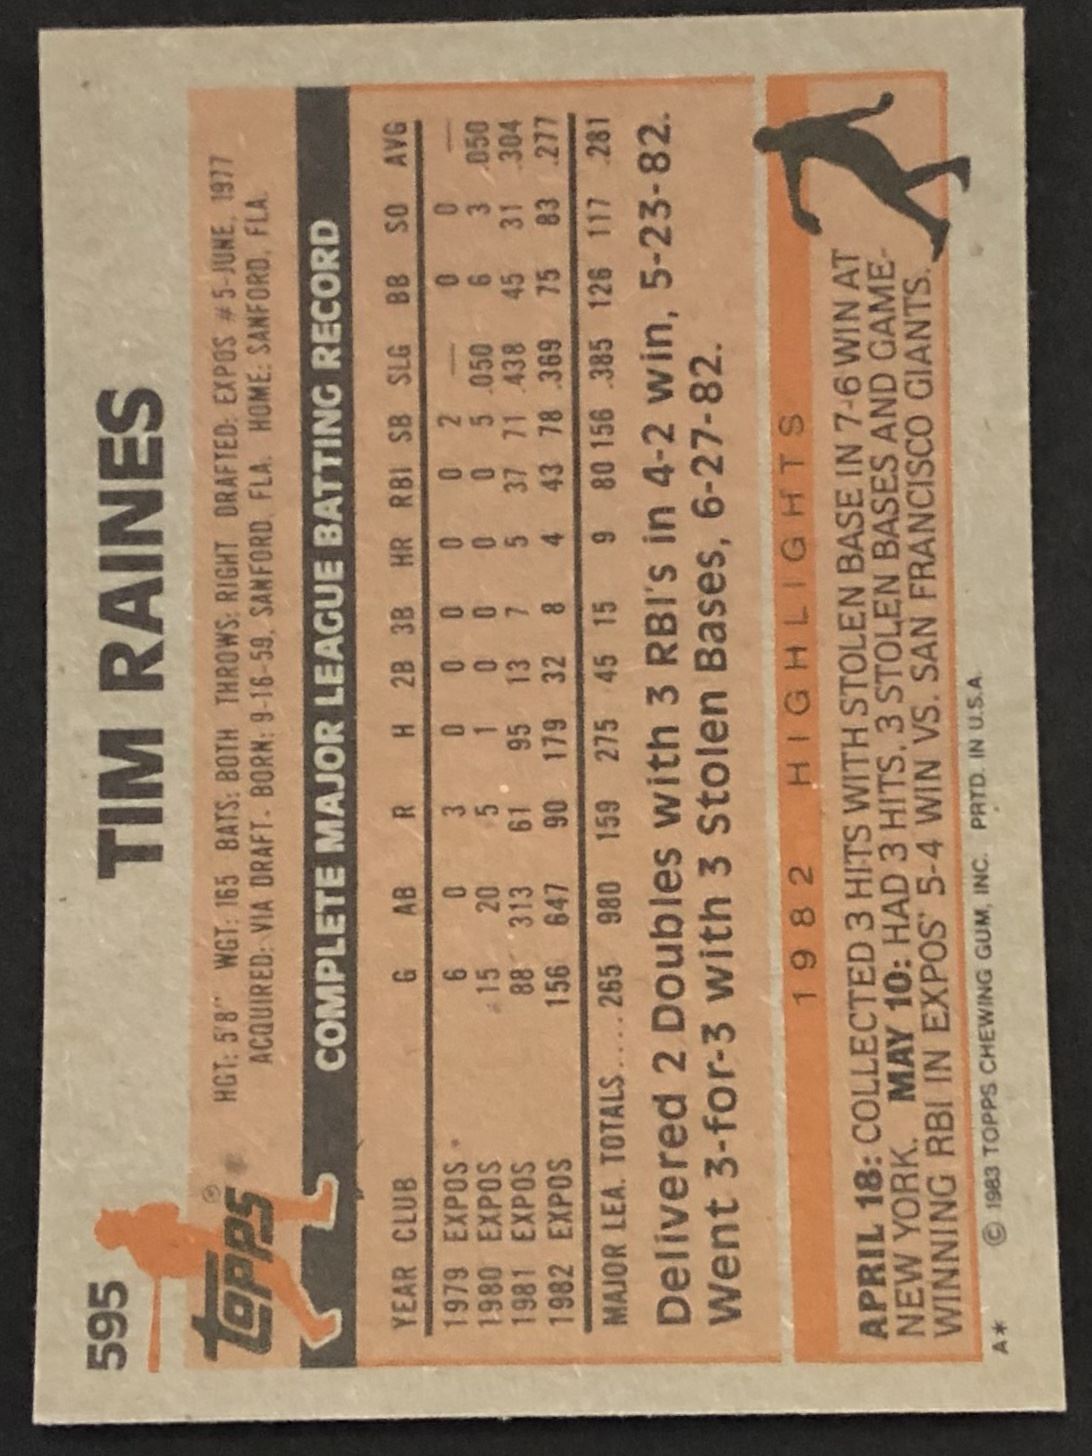 595 TIM RAINES
Topps®
HGT: 5'8" WGT: 165 BATS: BOTH THROWS: RIGHT DRAFTED: EXPOS #5-JUNE, 1977
ACQUIRED: VIA DRAFT- BORN: 9-16-59, SANFORD, FLA. HOME: SANFORD, FLA.
COMPLETE MAJOR LEAGUE BATTING RECORD
YEAR CLUB G AB R H 2B 3B HR RBI SB SLG BB SO AVG
1979 EXPOS 6 0 3 0 0 0 0 0 2 — 0 0 —
1980 EXPOS 15 20 5 1 0 0 0 0 5 .050 6 3 .050
1981 EXPOS 88 313 61 95 13 7 5 37 71 .438 45 31 .304
1982 EXPOS 156 647 90 179 32 8 4 43 78 .369 75 83 .277
MAJOR LEA. TOTALS.....265 980 159 275 45 15 9 80 156 .385 126 117 .281
Delivered 2 Doubles with 3 RBI's in 4-2 win, 5-23-82.
Went 3-for-3 with 3 Stolen Bases, 6-27-82.
1982 HIGHLIGHTS
APRIL 18: COLLECTED 3 HITS WITH STOLEN BASE IN 7-6 WIN AT
NEW YORK. MAY 10: HAD 3 HITS, 3 STOLEN BASES AND GAME-
WINNING RBI IN EXPOS' 5-4 WIN VS. SAN FRANCISCO GIANTS.
A* © 1983 TOPPS CHEWING GUM, INC. PRTD. IN U.S.A.